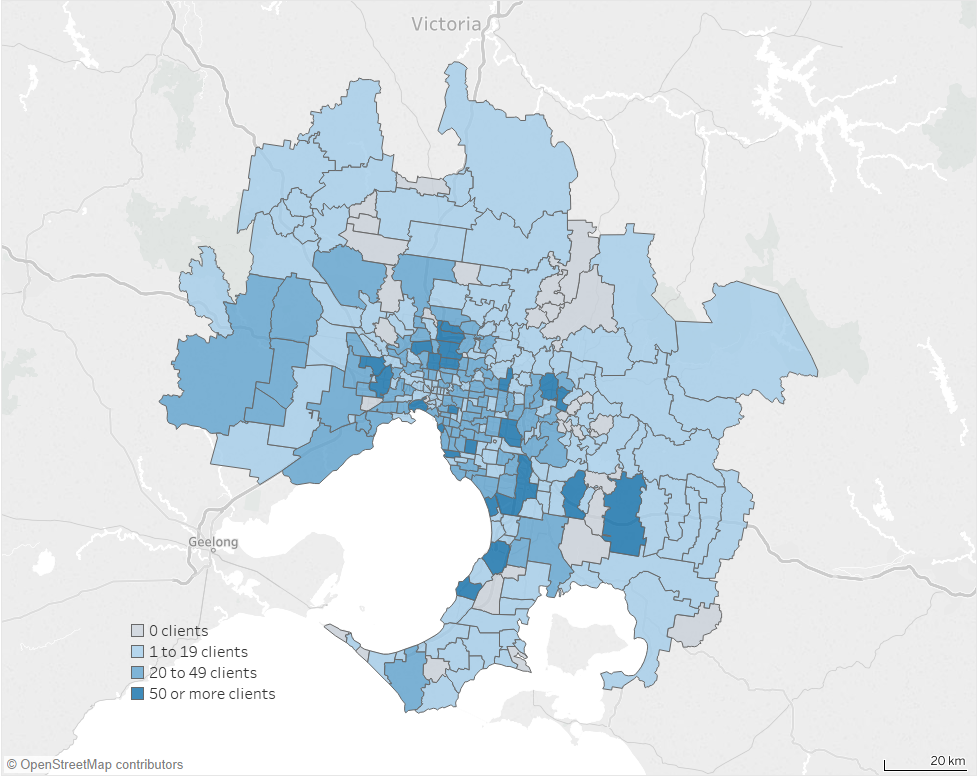 Victoria
Geelong
0 clients
1 to 19 clients
20 to 49 clients
50 or more clients
© OpenStreetMap contributors
20 km